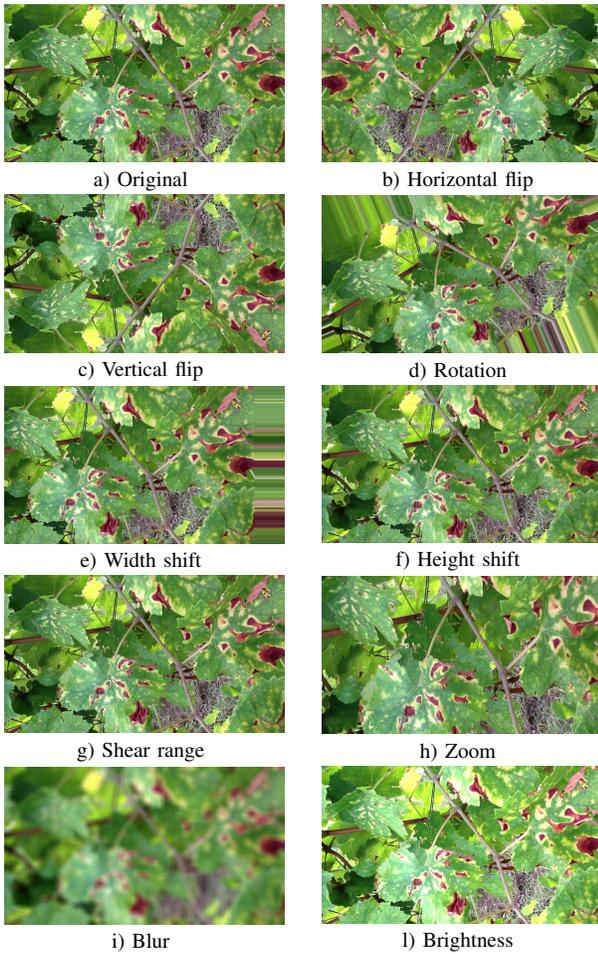 a) Original
b) Horizontal flip
c) Vertical flip
d) Rotation
e) Width shift
f) Height shift
g) Shear range
h) Zoom
i) Blur
l) Brightness